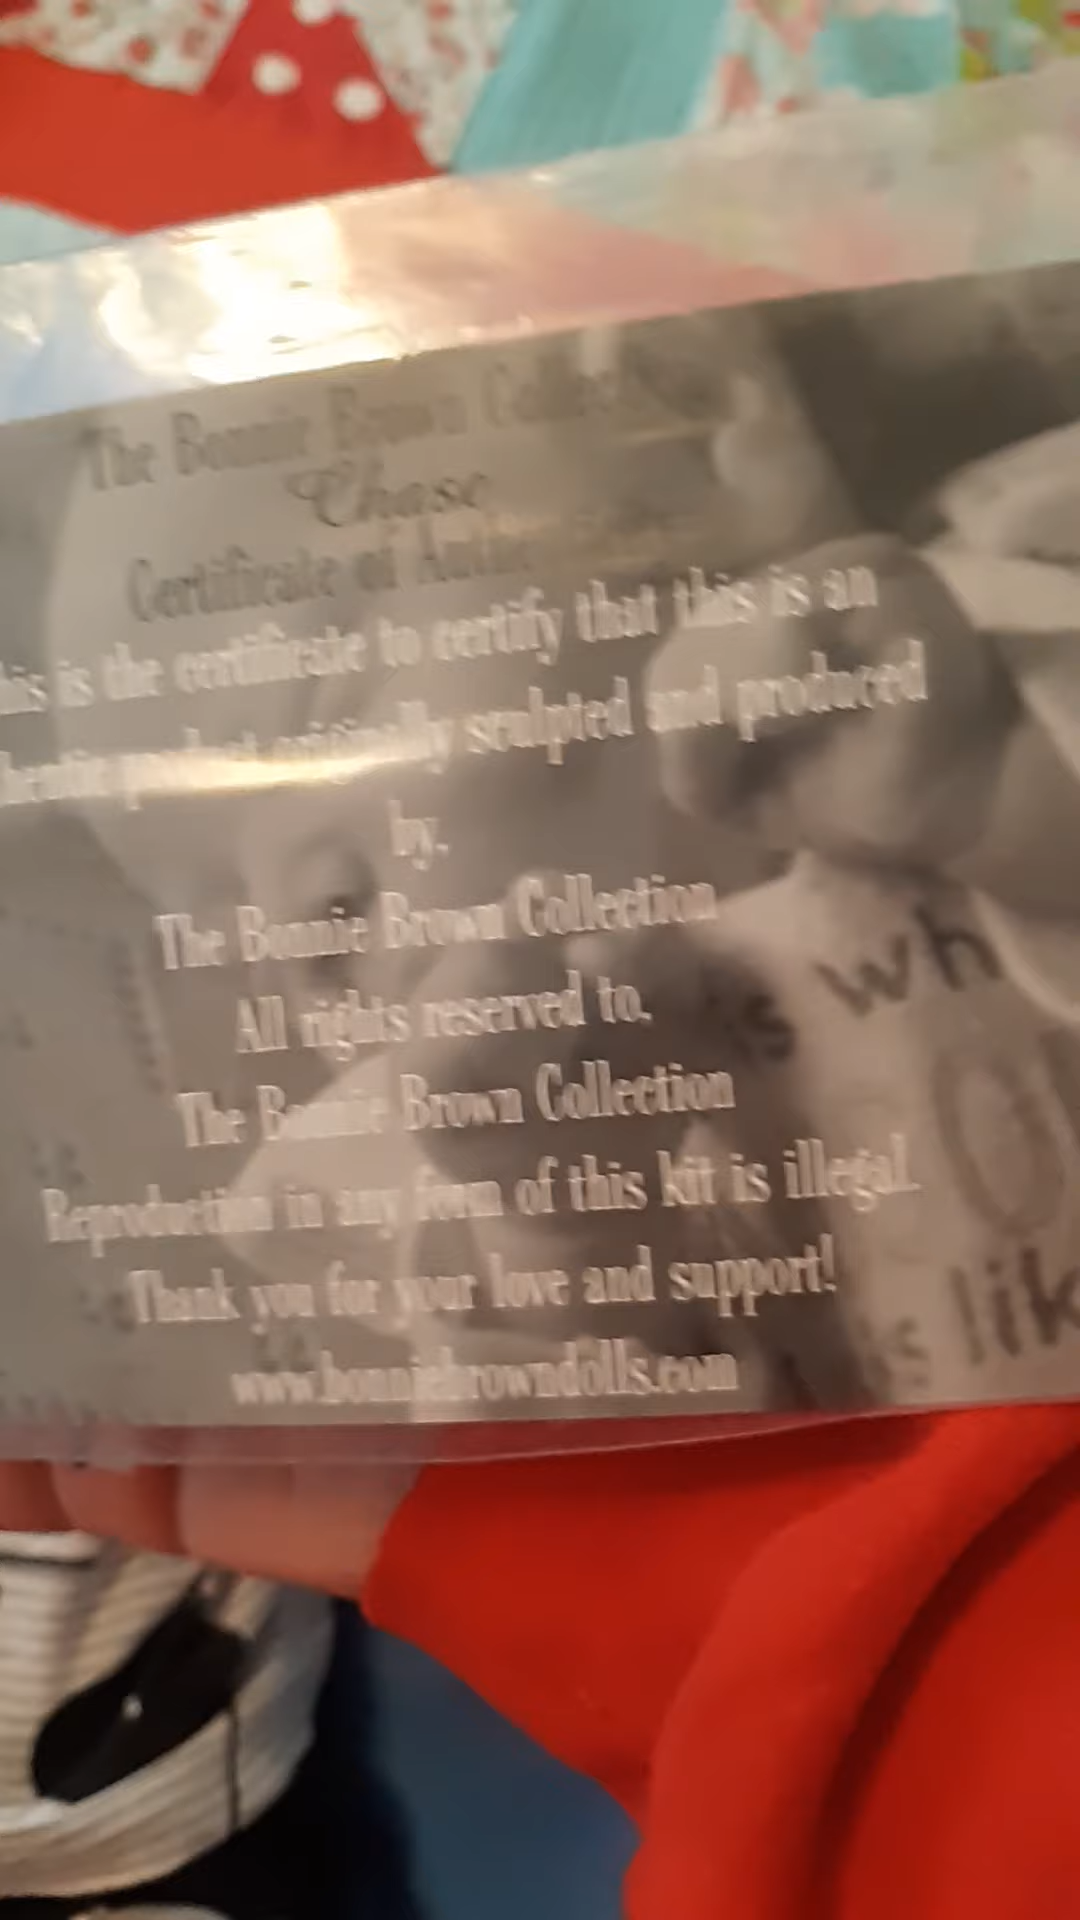 The Bonnie Brown
Chase
Certificate of
is the certificate to certify that this is an
product originally sculpted and produced
by.
The Bonnie Brown Collection
All rights reserved to.
The Bonnie Brown Collection
Reproduction in any form of this kit is illegal.
Thank you for your love and support!
www.bonniebrowndolls.com